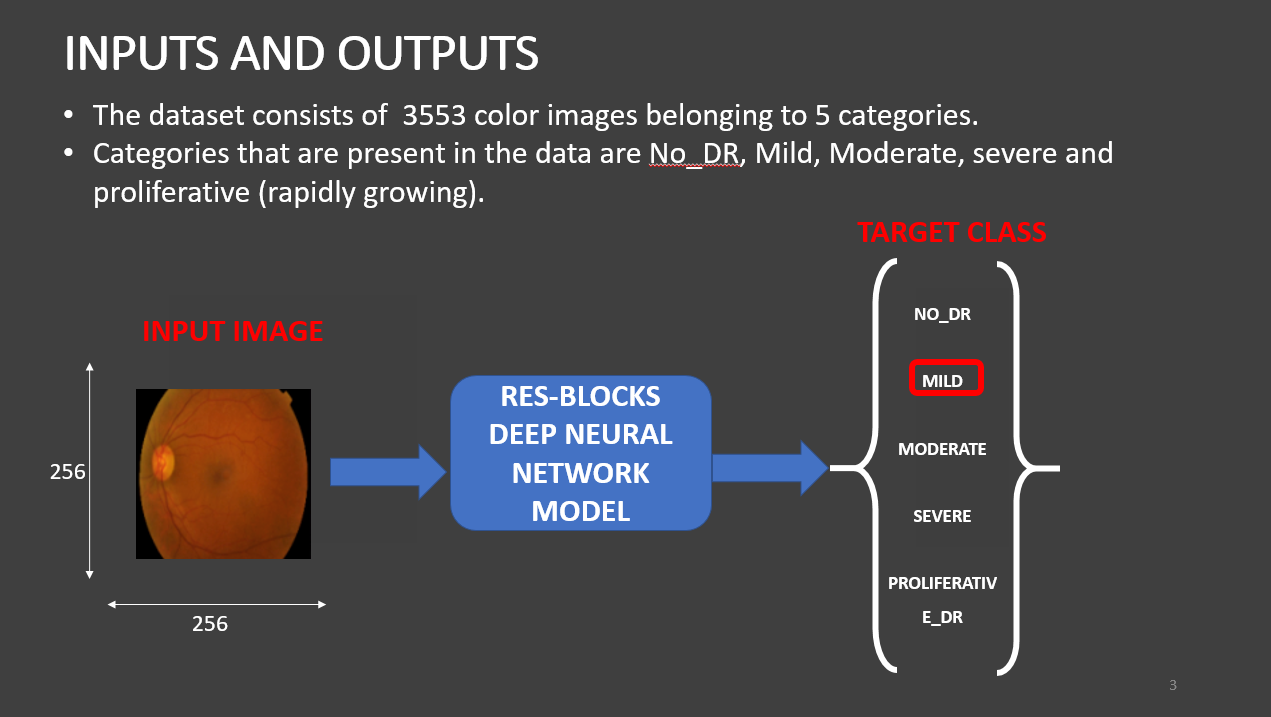 INPUTS AND OUTPUTS
• The dataset consists of  3553 color images belonging to 5 categories.
• Categories that are present in the data are No_DR, Mild, Moderate, severe and
proliferative (rapidly growing).
TARGET CLASS
INPUT IMAGE
256
256
RES-BLOCKS
DEEP NEURAL
NETWORK
MODEL
NO_DR
MILD
MODERATE
SEVERE
PROLIFERATIV
E_DR
3